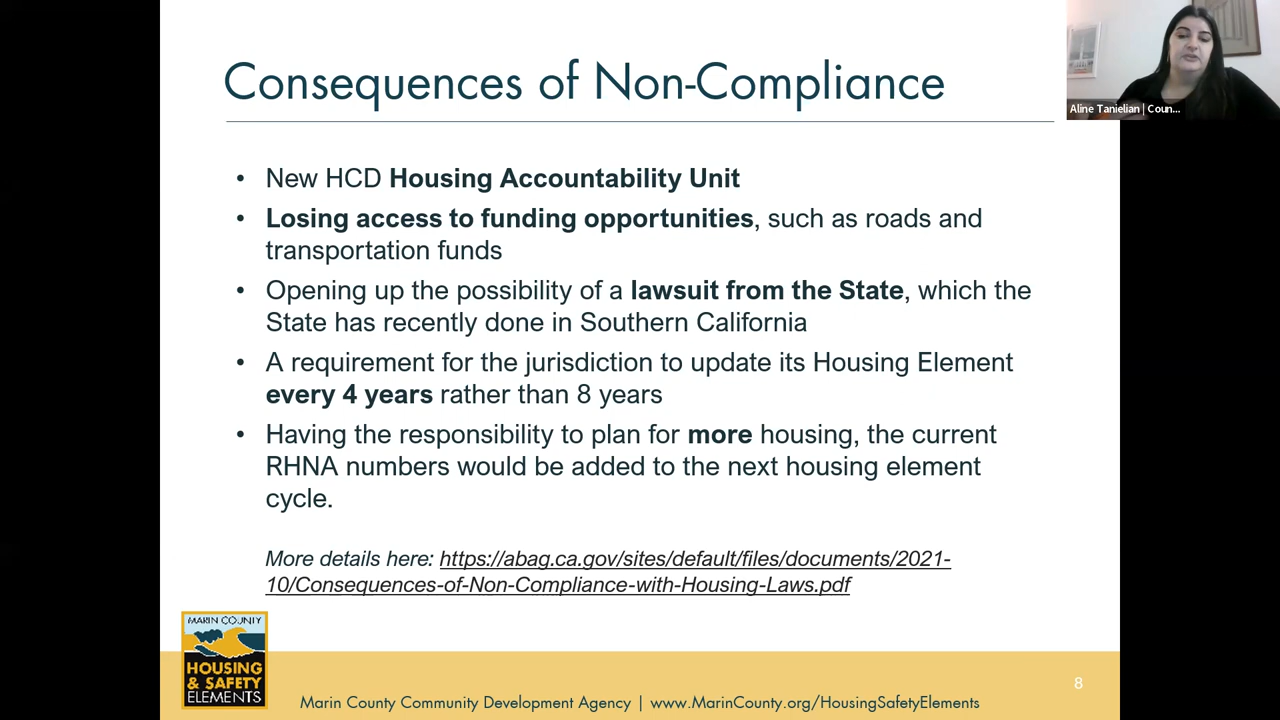 Consequences of Non-Compliance
Aline Tanielian | Coun...
• New HCD Housing Accountability Unit
• Losing access to funding opportunities, such as roads and
transportation funds
• Opening up the possibility of a lawsuit from the State, which the
State has recently done in Southern California
• A requirement for the jurisdiction to update its Housing Element
every 4 years rather than 8 years
• Having the responsibility to plan for more housing, the current
RHNA numbers would be added to the next housing element
cycle.
More details here: https://abag.ca.gov/sites/default/files/documents/2021-
10/Consequences-of-Non-Compliance-with-Housing-Laws.pdf
MARIN COUNTY
HOUSING
& SAFETY
ELEMENTS
8
Marin County Community Development Agency | www.MarinCounty.org/HousingSafetyElements